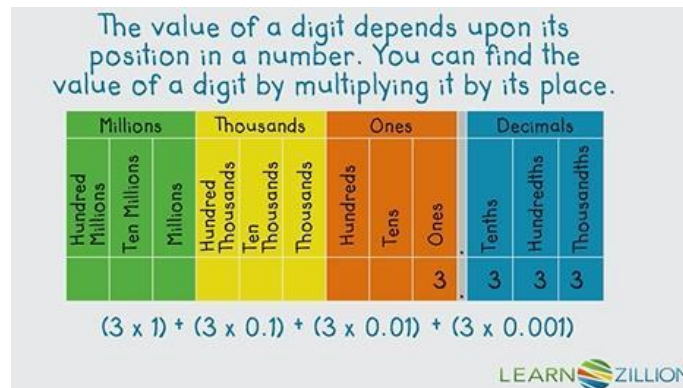 The value of a digit depends upon its
position in a number. You can find the
value of a digit by multiplying it by its place.
Millions Thousands Ones Decimals
Hundred Millions Ten Millions Millions Hundred Thousands Ten Thousands Thousands Hundreds Tens Ones . Tenths Hundredths Thousandths
3 . 3 3 3
(3 x 1) + (3 x 0.1) + (3 x 0.01) + (3 x 0.001)
LEARN ZILLION